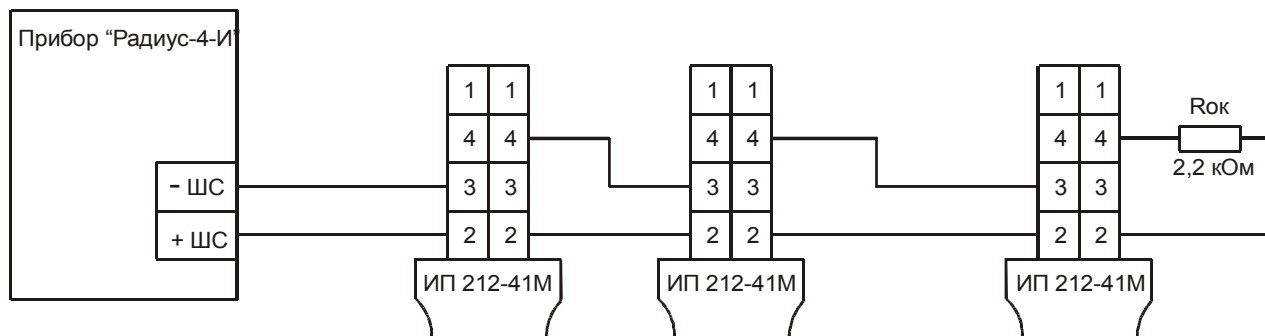 Прибор “Радиус-4-И”
1 1 1 1 1 1
Rок
4 4 4 4 4 4
2,2 кОм
- ШС 3 3 3 3 3 3
+ ШС 2 2 2 2 2 2
ИП 212-41М ИП 212-41М ИП 212-41М